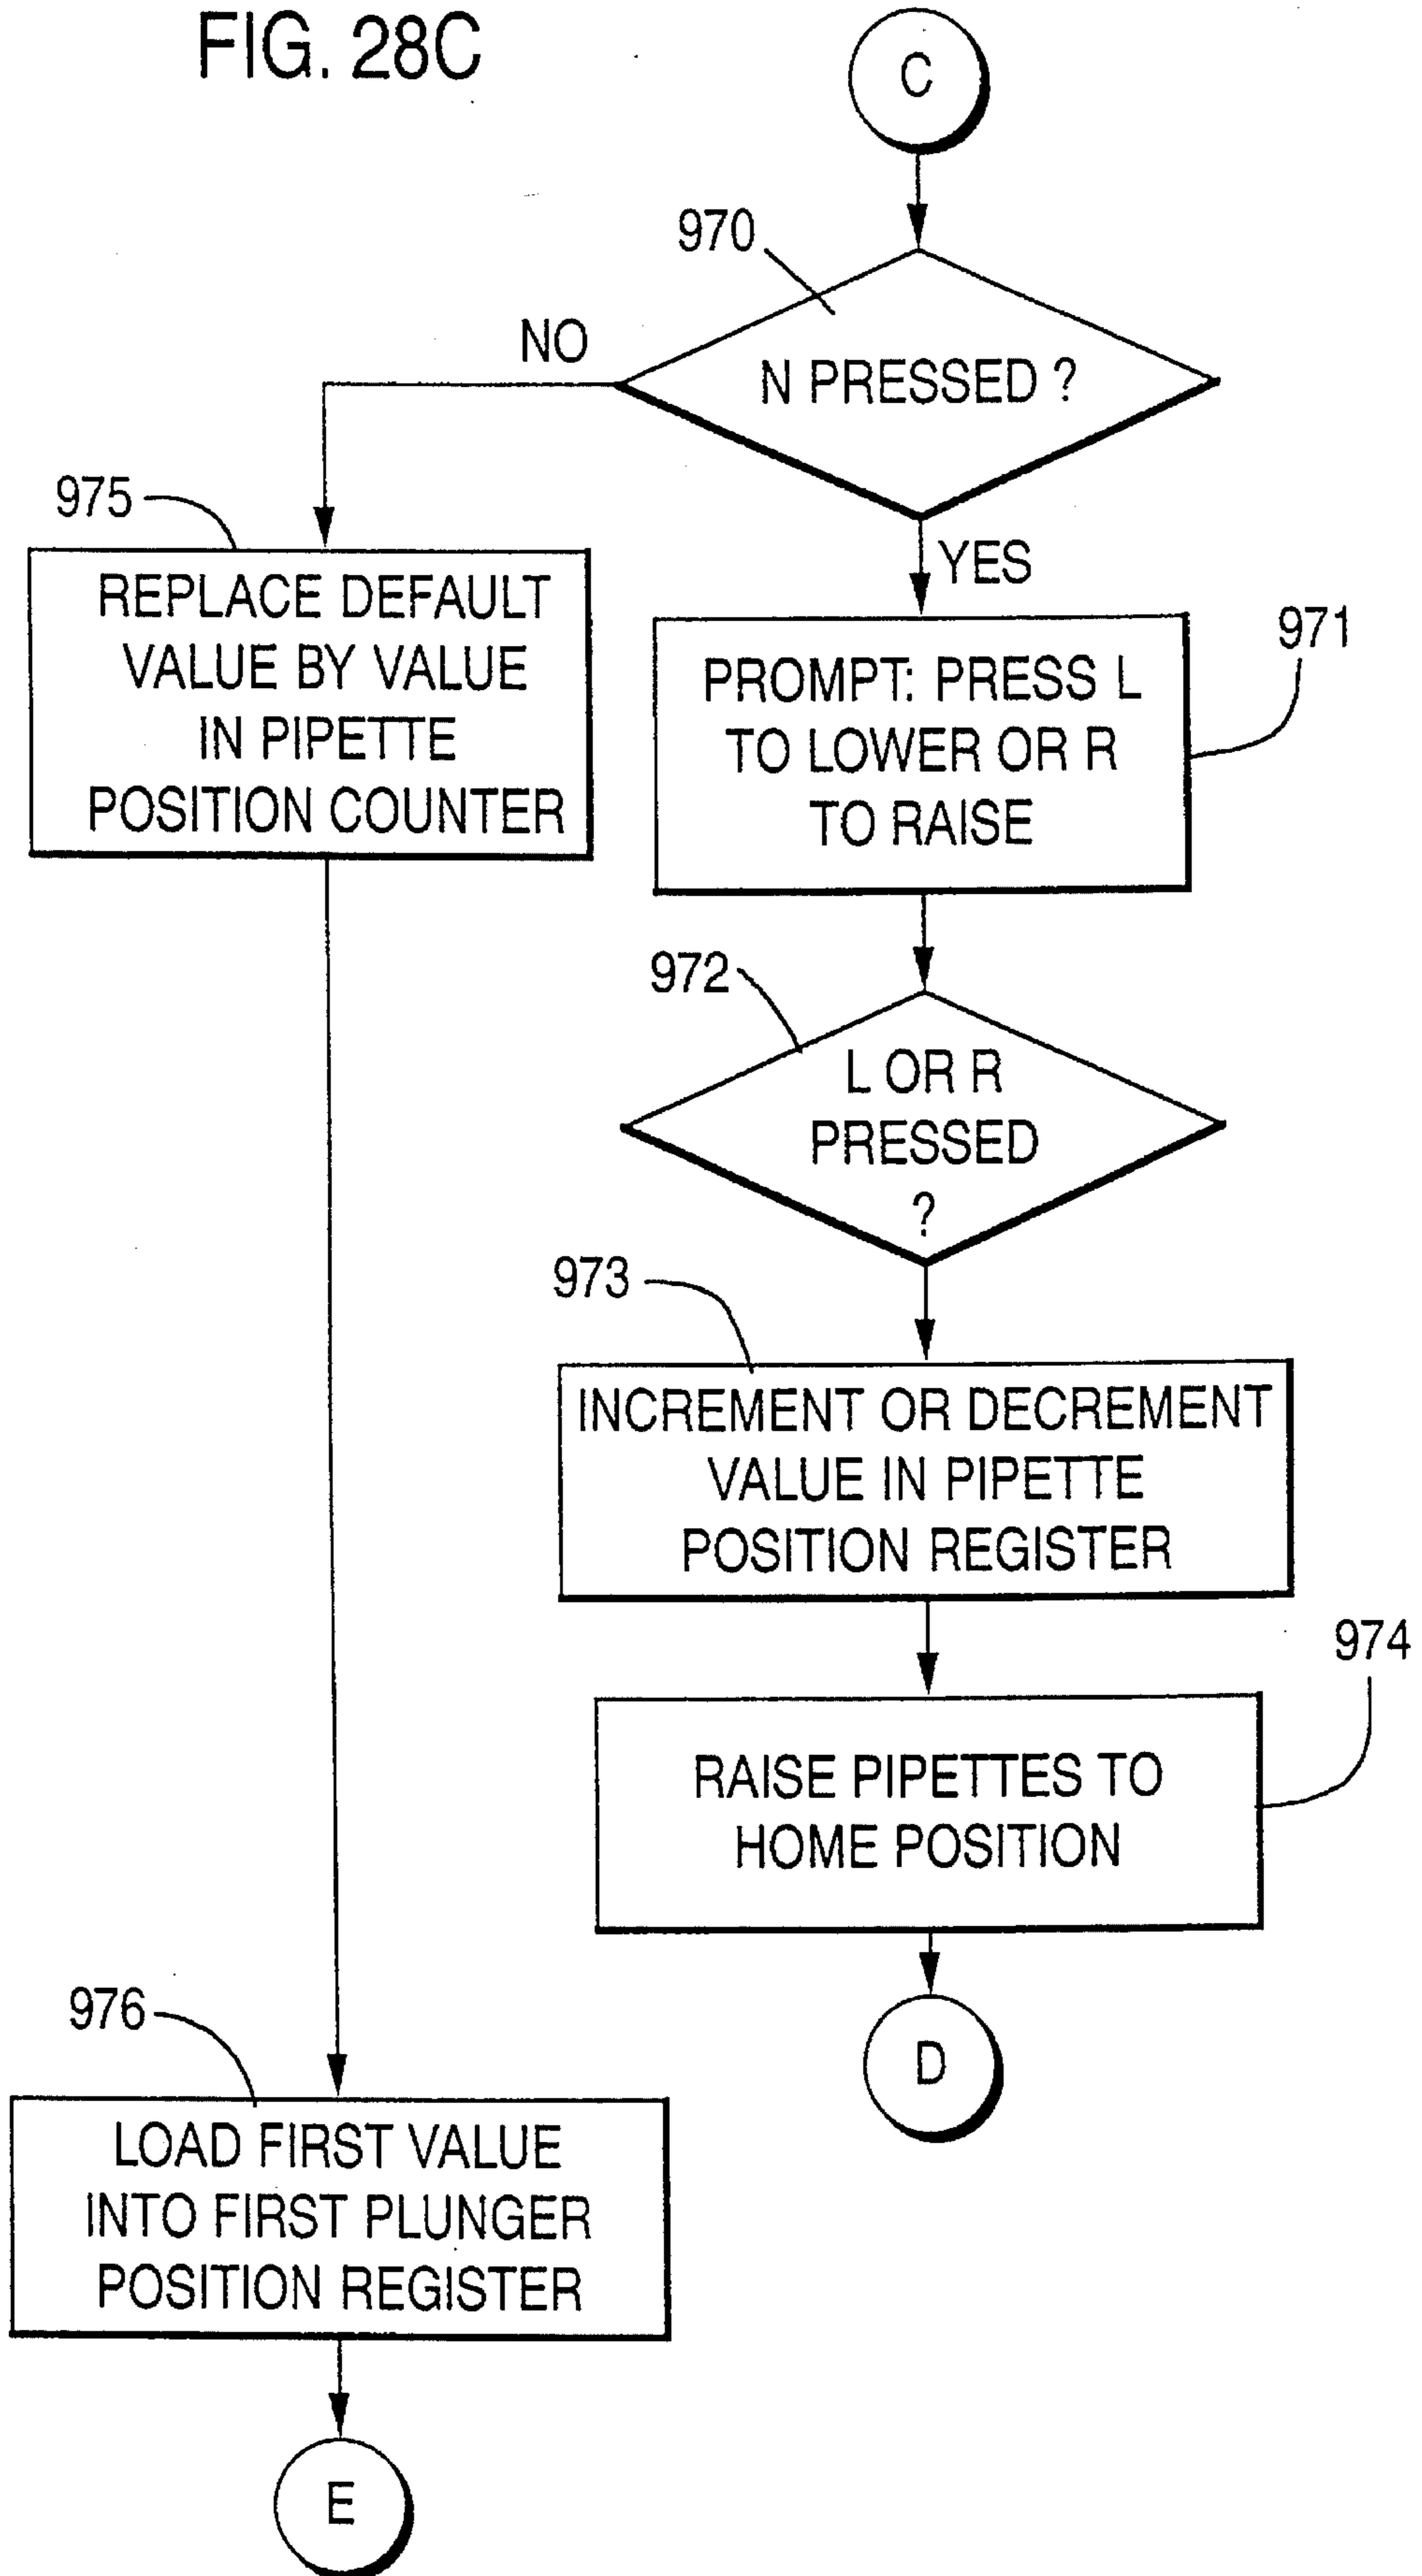 FIG. 28C
C
970
N PRESSED ?
NO
YES
975
REPLACE DEFAULT
VALUE BY VALUE
IN PIPETTE
POSITION COUNTER
971
PROMPT: PRESS L
TO LOWER OR R
TO RAISE
972
L OR R
PRESSED
?
973
INCREMENT OR DECREMENT
VALUE IN PIPETTE
POSITION REGISTER
974
RAISE PIPETTES TO
HOME POSITION
D
976
LOAD FIRST VALUE
INTO FIRST PLUNGER
POSITION REGISTER
E